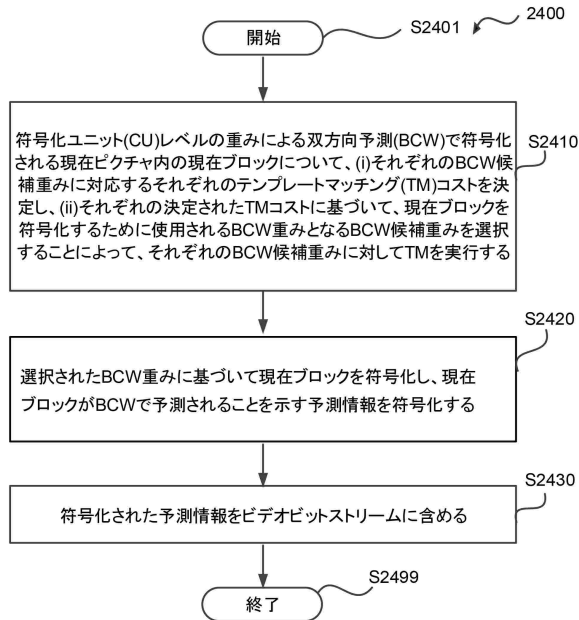 開始
S2401
2400
符号化ユニット(CU)レベルの重みによる双方向予測(BCW)で符号化
される現在ピクチャ内の現在ブロックについて、(i)それぞれのBCW候
補重みに対応するそれぞれのテンプレートマッチング(TM)コストを決
定し、(ii)それぞれの決定されたTMコストに基づいて、現在ブロックを
符号化するために使用されるBCW重みとなるBCW候補重みを選択
することによって、それぞれのBCW候補重みに対してTMを実行する
S2410
選択されたBCW重みに基づいて現在ブロックを符号化し、現在
ブロックがBCWで予測されることを示す予測情報を符号化する
S2420
符号化された予測情報をビデオビットストリームに含める
S2430
終了
S2499